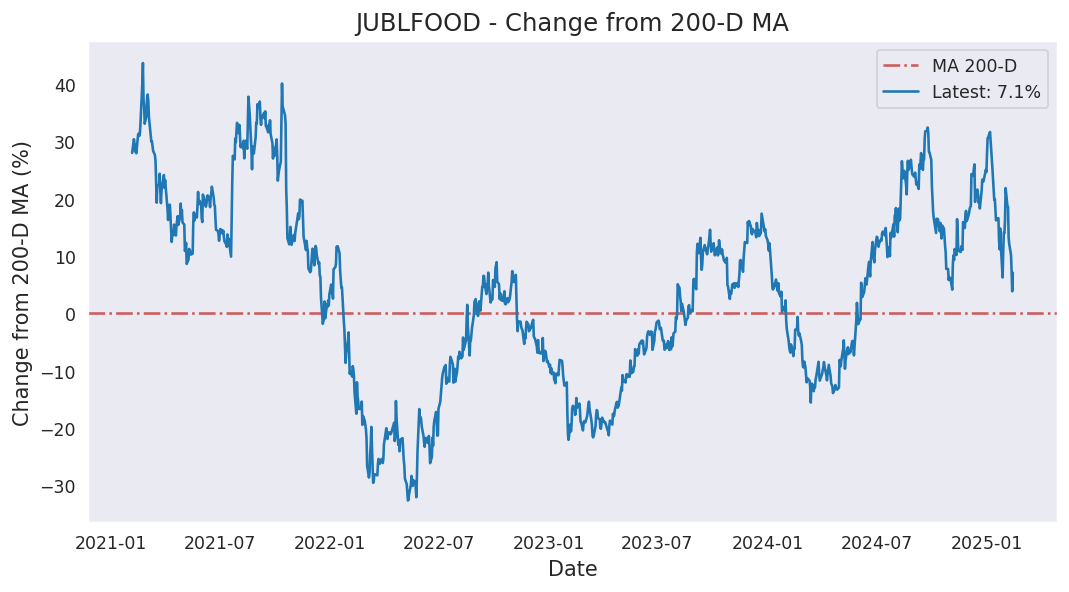 JUBLFOOD - Change from 200-D MA
MA 200-D
Latest: 7.1%
Change from 200-D MA (%)
40
30
20
10
0
−10
−20
−30
2021-01 2021-07 2022-01 2022-07 2023-01 2023-07 2024-01 2024-07 2025-01
Date